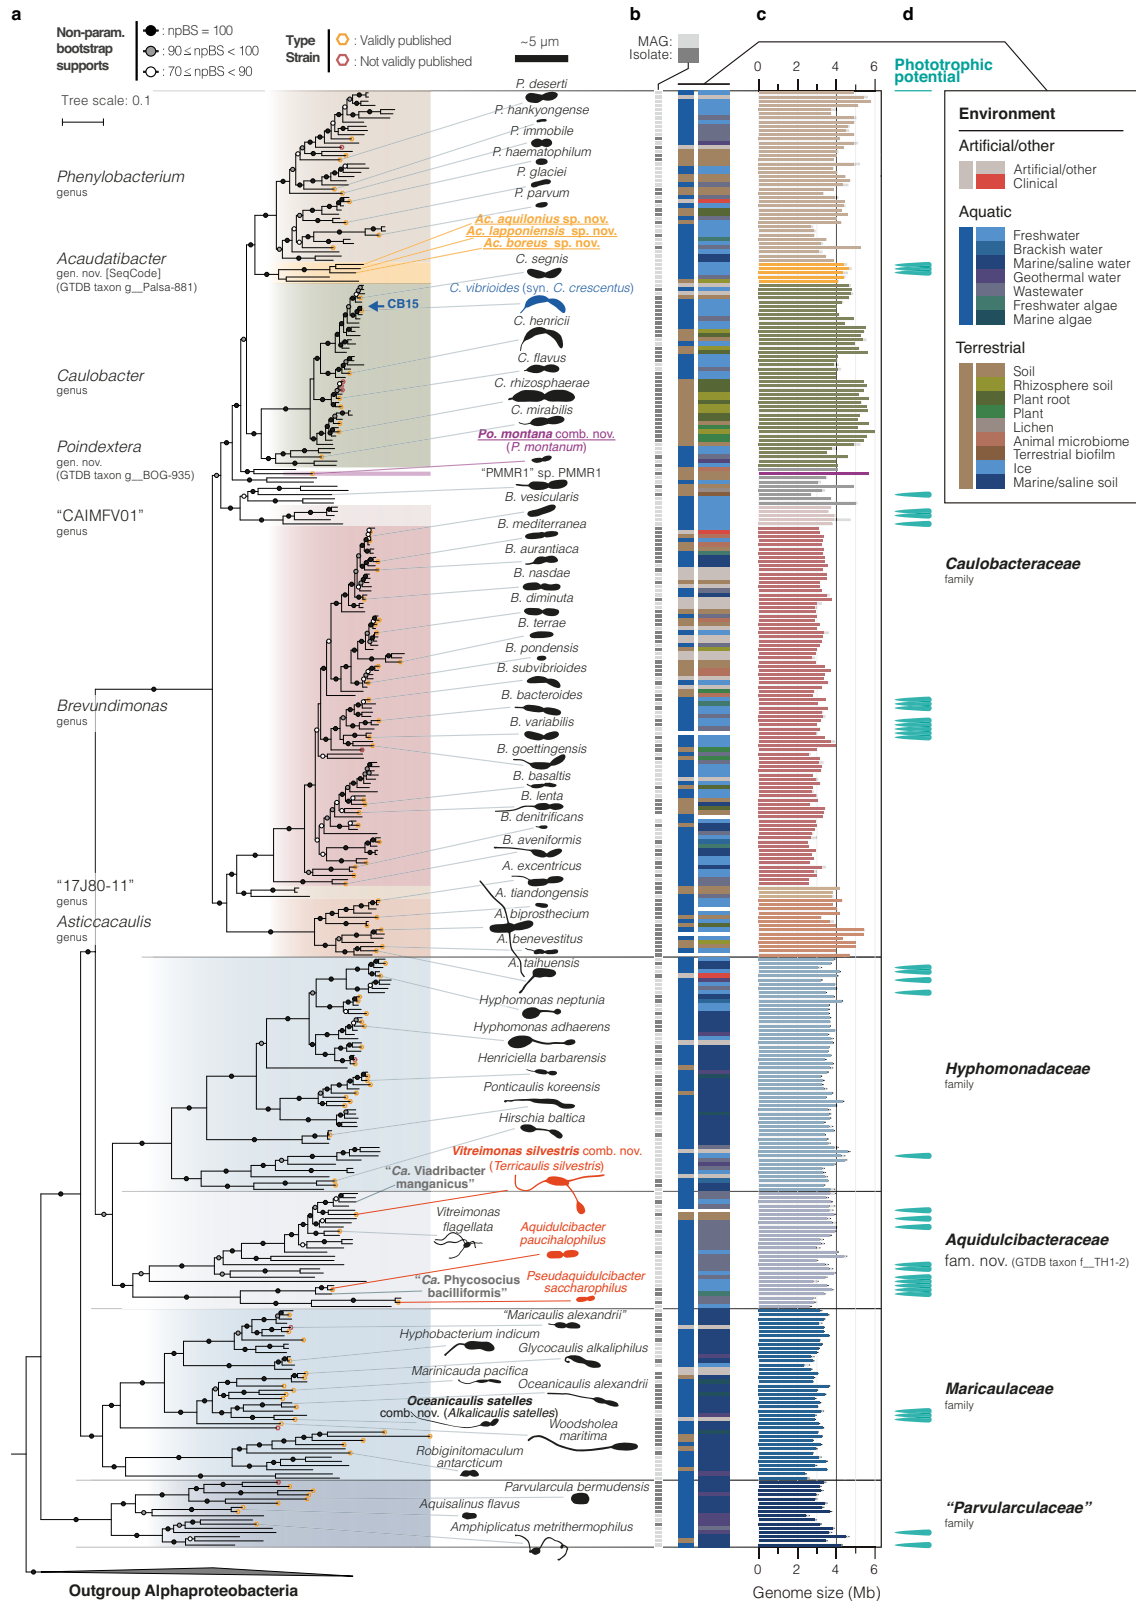 a
b
c
d
Non-param.
bootstrap
supports
: npBS = 100
: 90 ≤ npBS < 100
: 70 ≤ npBS < 90
Type
Strain
: Validly published
: Not validly published
~5 µm
MAG:
Isolate:
0 2 4 6
Phototrophic
potential
Tree scale: 0.1
Environment
Artificial/other
Artificial/other
Clinical
Aquatic
Freshwater
Brackish water
Marine/saline water
Geothermal water
Wastewater
Freshwater algae
Marine algae
Terrestrial
Soil
Rhizosphere soil
Plant root
Plant
Lichen
Animal microbiome
Terrestrial biofilm
Ice
Marine/saline soil
Phenylobacterium
genus
Acaudatibacter
gen. nov. [SeqCode]
(GTDB taxon g__Palsa-881)
Caulobacter
genus
Poindextera
gen. nov.
(GTDB taxon g__BOG-935)
“CAIMFV01”
genus
Brevundimonas
genus
“17J80-11”
genus
Asticcacaulis
genus
P. deserti
P. hankyongense
P. immobile
P. haematophilum
P. glaciei
P. parvum
Ac. aquilonius sp. nov.
Ac. lapponiensis sp. nov.
Ac. boreus sp. nov.
C. segnis
C. vibrioides (syn. C. crescentus)
CB15
C. henricii
C. flavus
C. rhizosphaerae
C. mirabilis
Po. montana comb. nov.
(P. montanum)
“PMMR1” sp. PMMR1
B. vesicularis
B. mediterranea
B. aurantiaca
B. nasdae
B. diminuta
B. terrae
B. pondensis
B. subvibrioides
B. bacteroides
B. variabilis
B. goettingensis
B. basaltis
B. lenta
B. denitrificans
B. aveniformis
A. excentricus
A. tiandongensis
A. biprosthecium
A. benevestitus
A. taihuensis
Hyphomonas neptunia
Hyphomonas adhaerens
Henriciella barbarensis
Ponticaulis koreensis
Hirschia baltica
Vitreimonas silvestris comb. nov.
(Terricaulis silvestris)
“Ca. Viadribacter
manganicus”
Vitreimonas
flagellata
Aquidulcibacter
paucihalophilus
“Ca. Phycosocius
bacilliformis”
Pseudaquidulcibacter
saccharophilus
“Maricaulis alexandrii”
Hyphobacterium indicum
Glycocaulis alkaliphilus
Marinicauda pacifica
Oceanicaulis alexandrii
Oceanicaulis satelles
comb. nov. (Alkalicaulis satelles)
Woodsholea
maritima
Robiginitomaculum
antarcticum
Parvularcula bermudensis
Aquisalinus flavus
Amphiplicatus metrithermophilus
Caulobacteraceae
family
Hyphomonadaceae
family
Aquidulcibacteraceae
fam. nov. (GTDB taxon f__TH1-2)
Maricaulaceae
family
“Parvularculaceae”
family
Outgroup Alphaproteobacteria
0 2 4 6
Genome size (Mb)